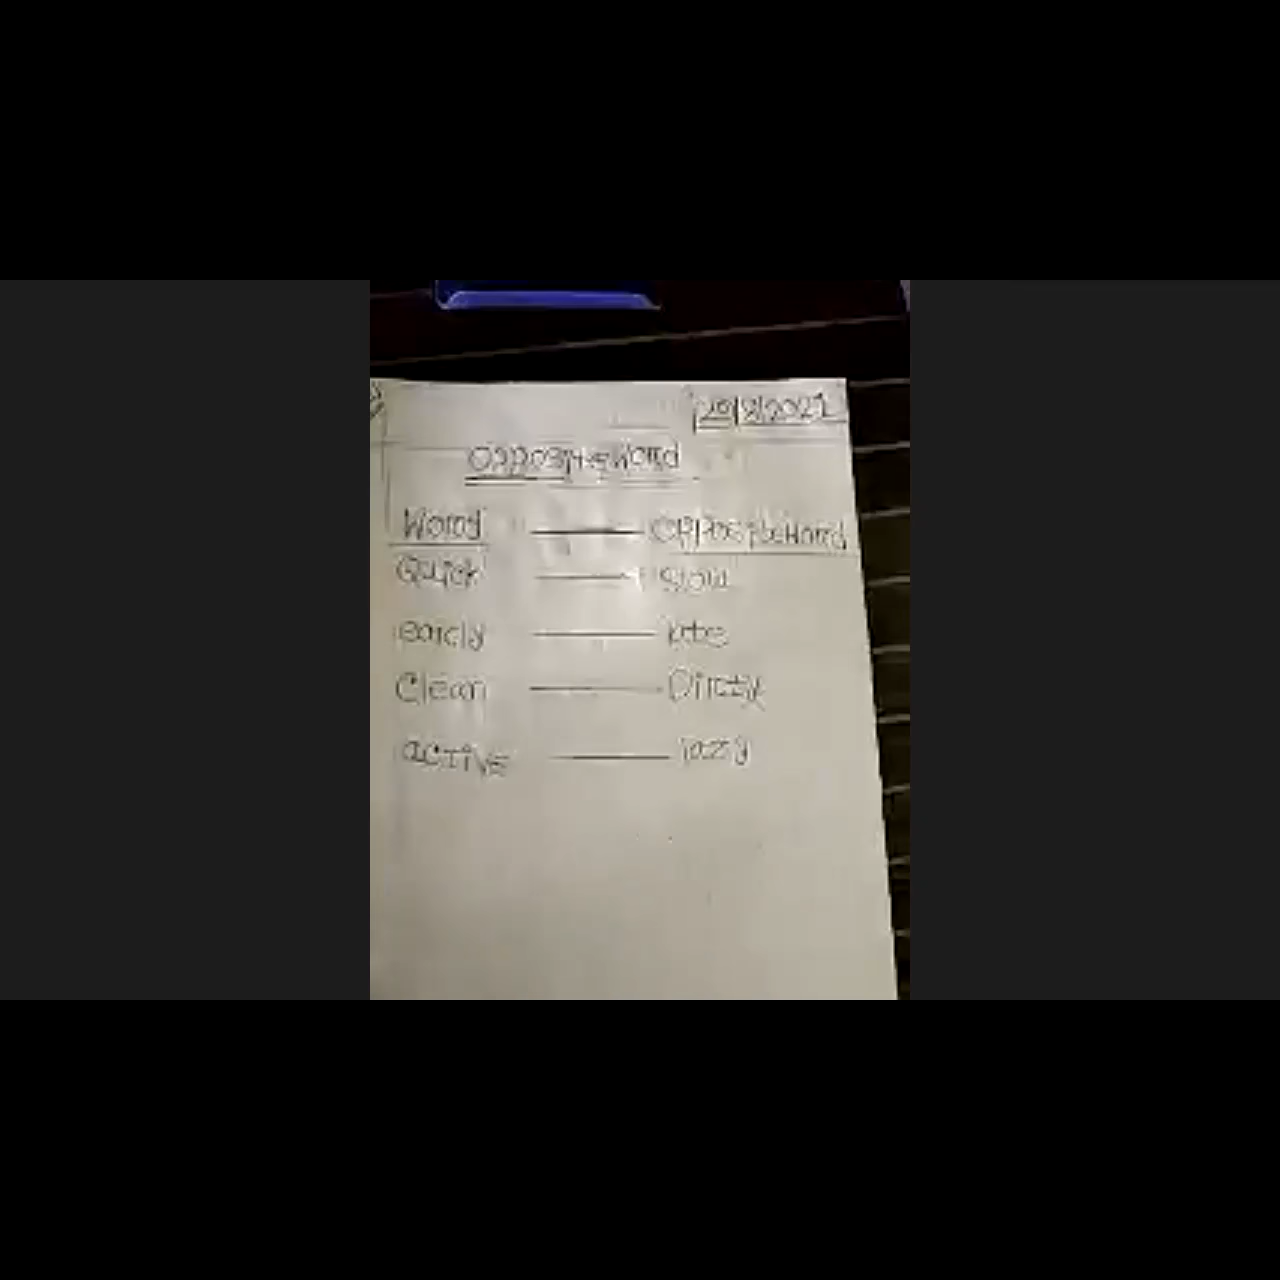 Opposite Word
Word — Opposite Word
Quick — Slow
early — late
Clean — Dirty
active — lazy